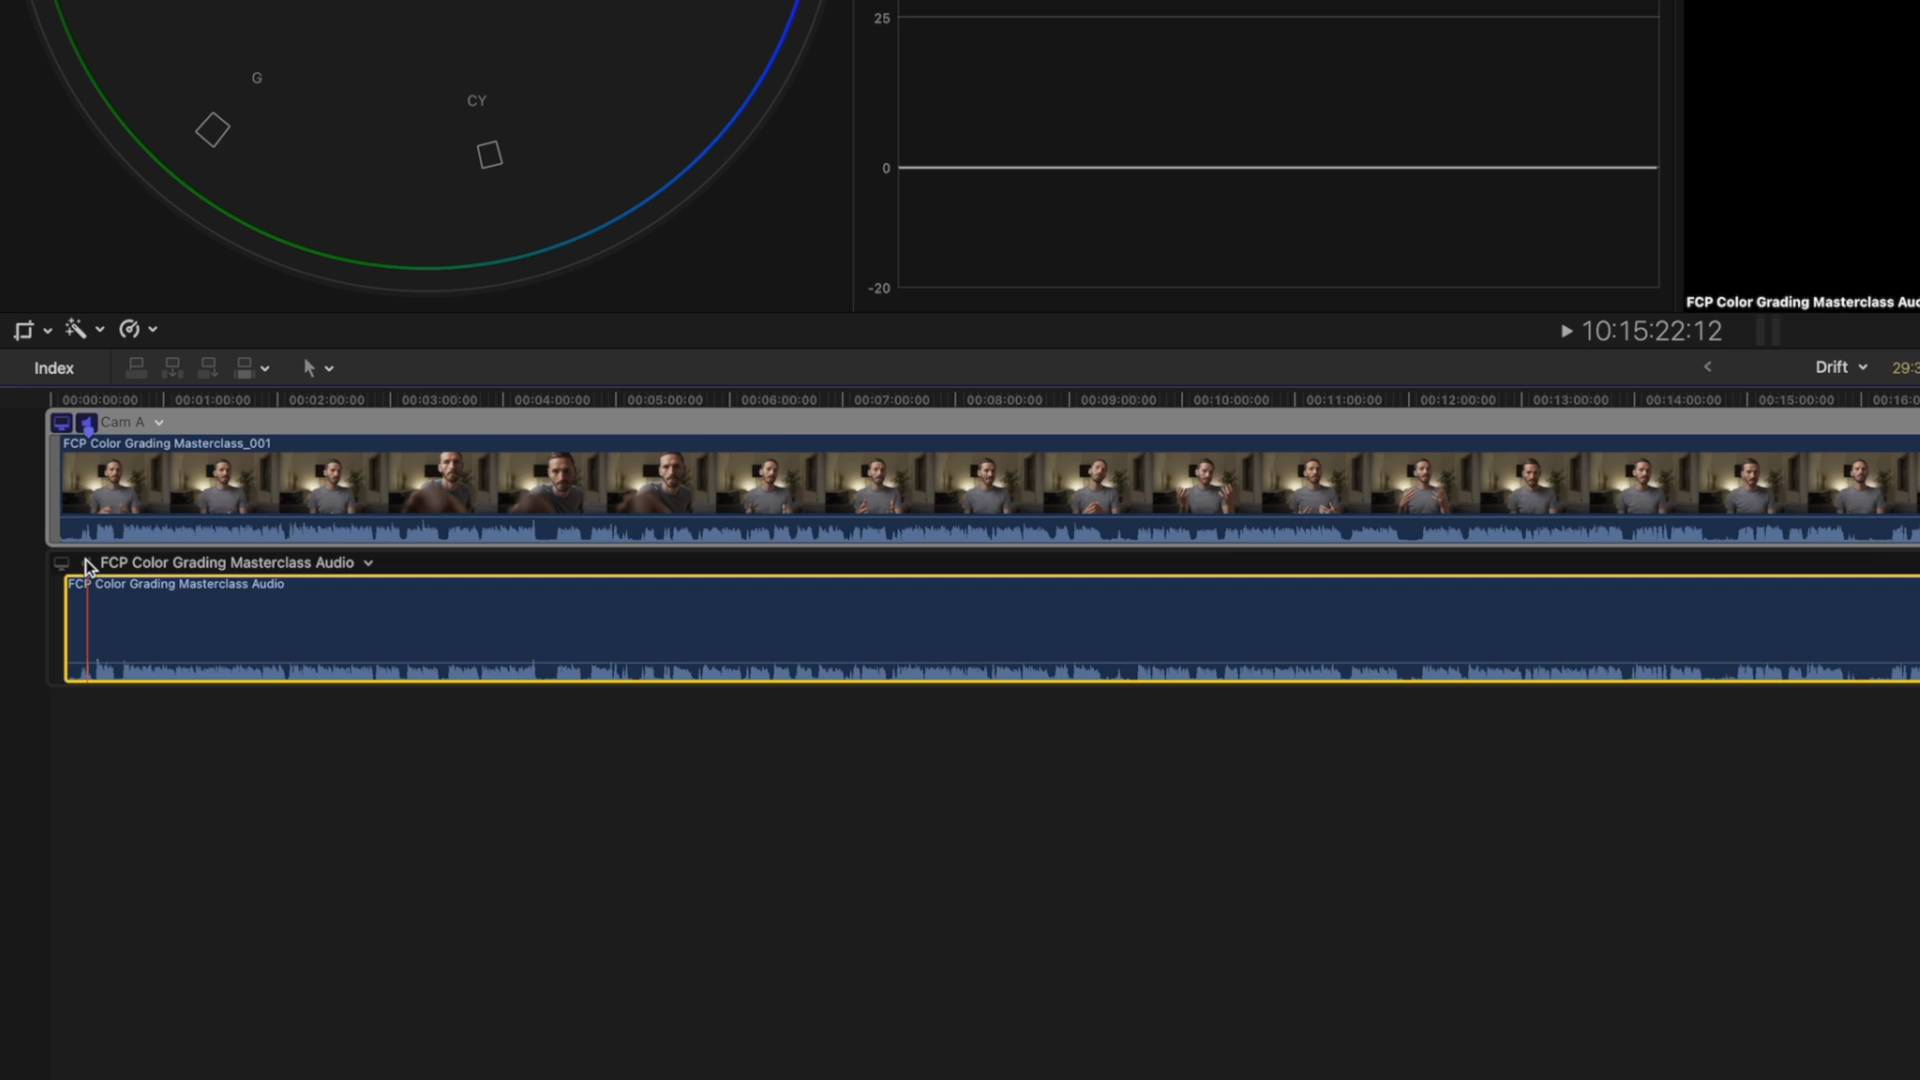 25
G
CY
0
-20
FCP Color Grading Masterclass Au
10:15:22:12
Index
Drift
29:3
00:00:00:00 00:01:00:00 00:02:00:00 00:03:00:00 00:04:00:00 00:05:00:00 00:06:00:00 00:07:00:00 00:08:00:00 00:09:00:00 00:10:00:00 00:11:00:00 00:12:00:00 00:13:00:00 00:14:00:00 00:15:00:00 00:16:0
Cam A
FCP Color Grading Masterclass_001
FCP Color Grading Masterclass Audio
FCP Color Grading Masterclass Audio